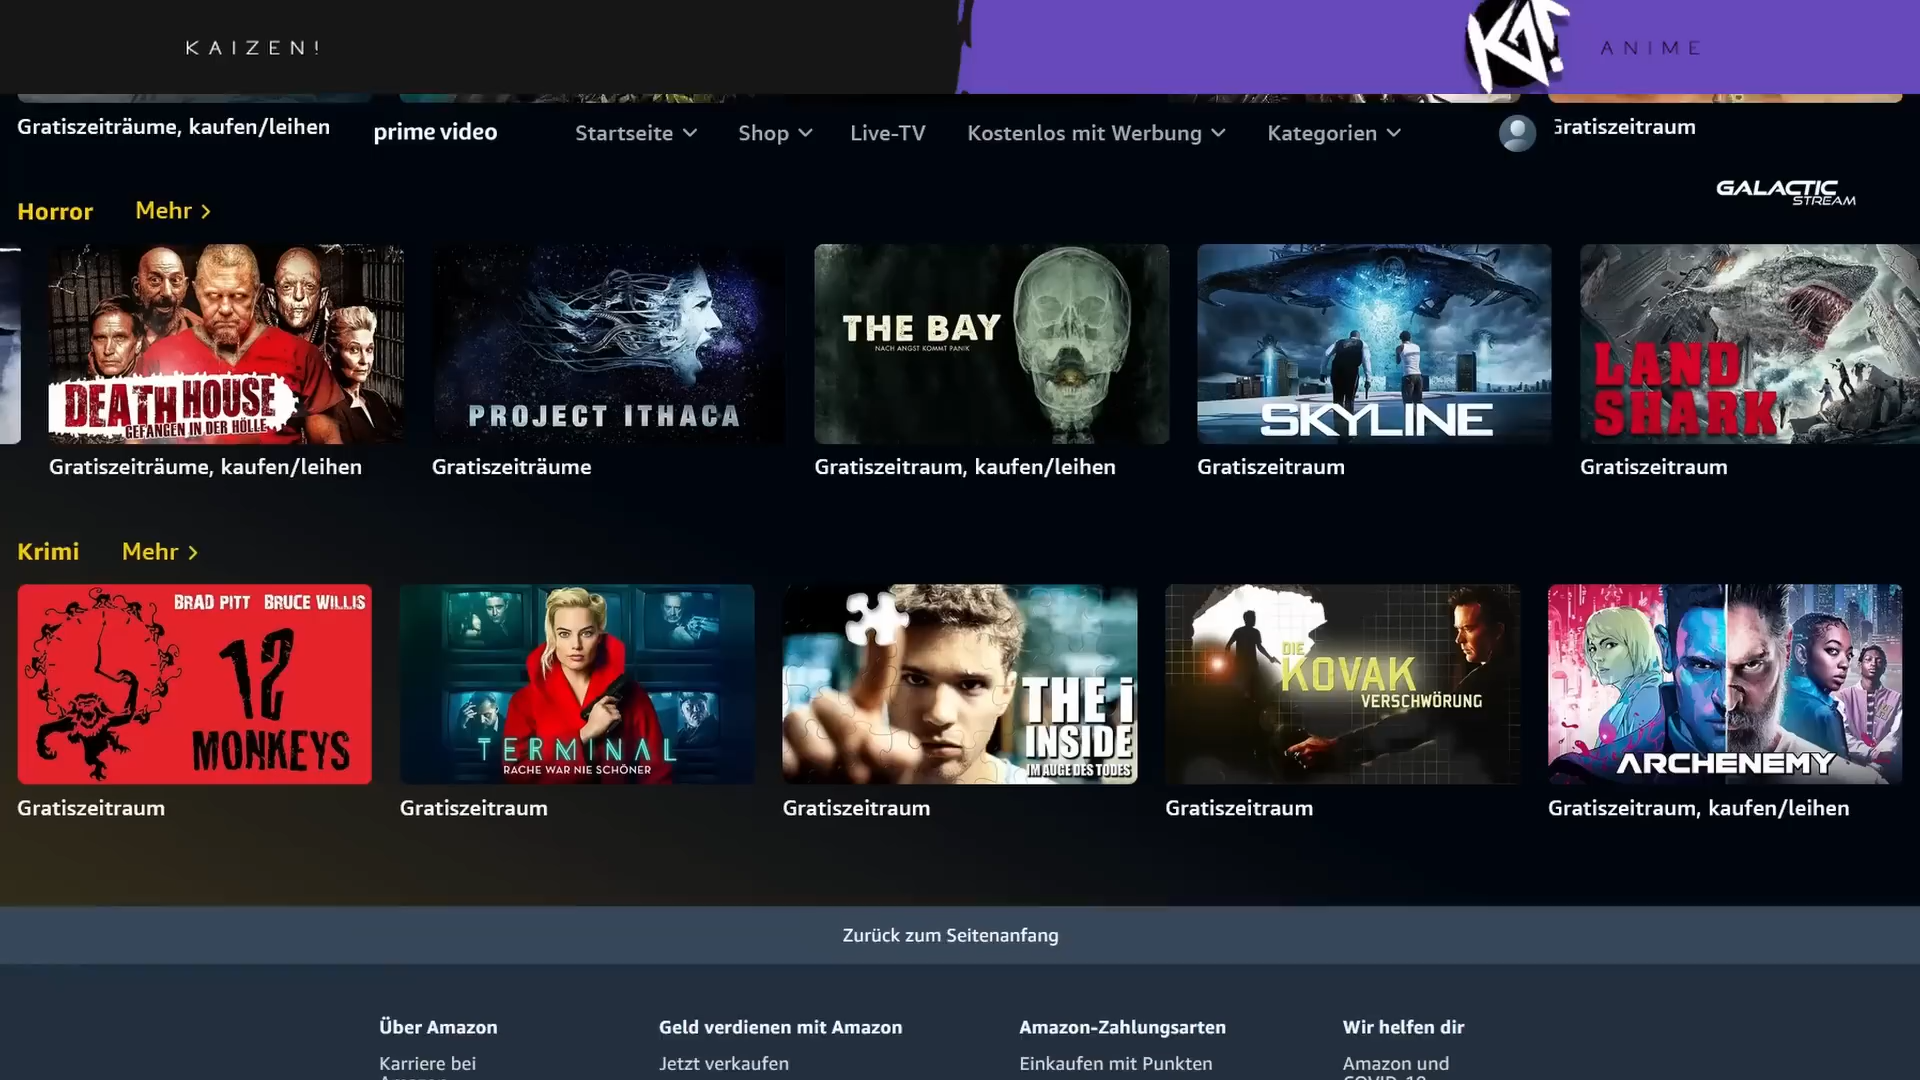 KAIZEN!
KA!
ANIME
Gratiszeiträume, kaufen/leihen
prime video
Startseite
Shop
Live-TV
Kostenlos mit Werbung
Kategorien
Gratiszeitraum
GALACTIC
STREAM
Horror
Mehr
DEATH HOUSE
GEFANGEN IN DER HÖLLE
PROJECT ITHACA
THE BAY
NACH ANGST KOMMT PANIK
SKYLINE
LAND
SHARK
Gratiszeiträume, kaufen/leihen
Gratiszeiträume
Gratiszeitraum, kaufen/leihen
Gratiszeitraum
Gratiszeitraum
Krimi
Mehr
BRAD PITT BRUCE WILLIS
12
MONKEYS
TERMINAL
RACHE WAR NIE SCHÖNER
THE i
INSIDE
IM AUGE DES TODES
DIE
KOVAK
VERSCHWÖRUNG
ARCHENEMY
Gratiszeitraum
Gratiszeitraum
Gratiszeitraum
Gratiszeitraum
Gratiszeitraum, kaufen/leihen
Zurück zum Seitenanfang
Über Amazon
Geld verdienen mit Amazon
Amazon-Zahlungsarten
Wir helfen dir
Karriere bei
Jetzt verkaufen
Einkaufen mit Punkten
Amazon und